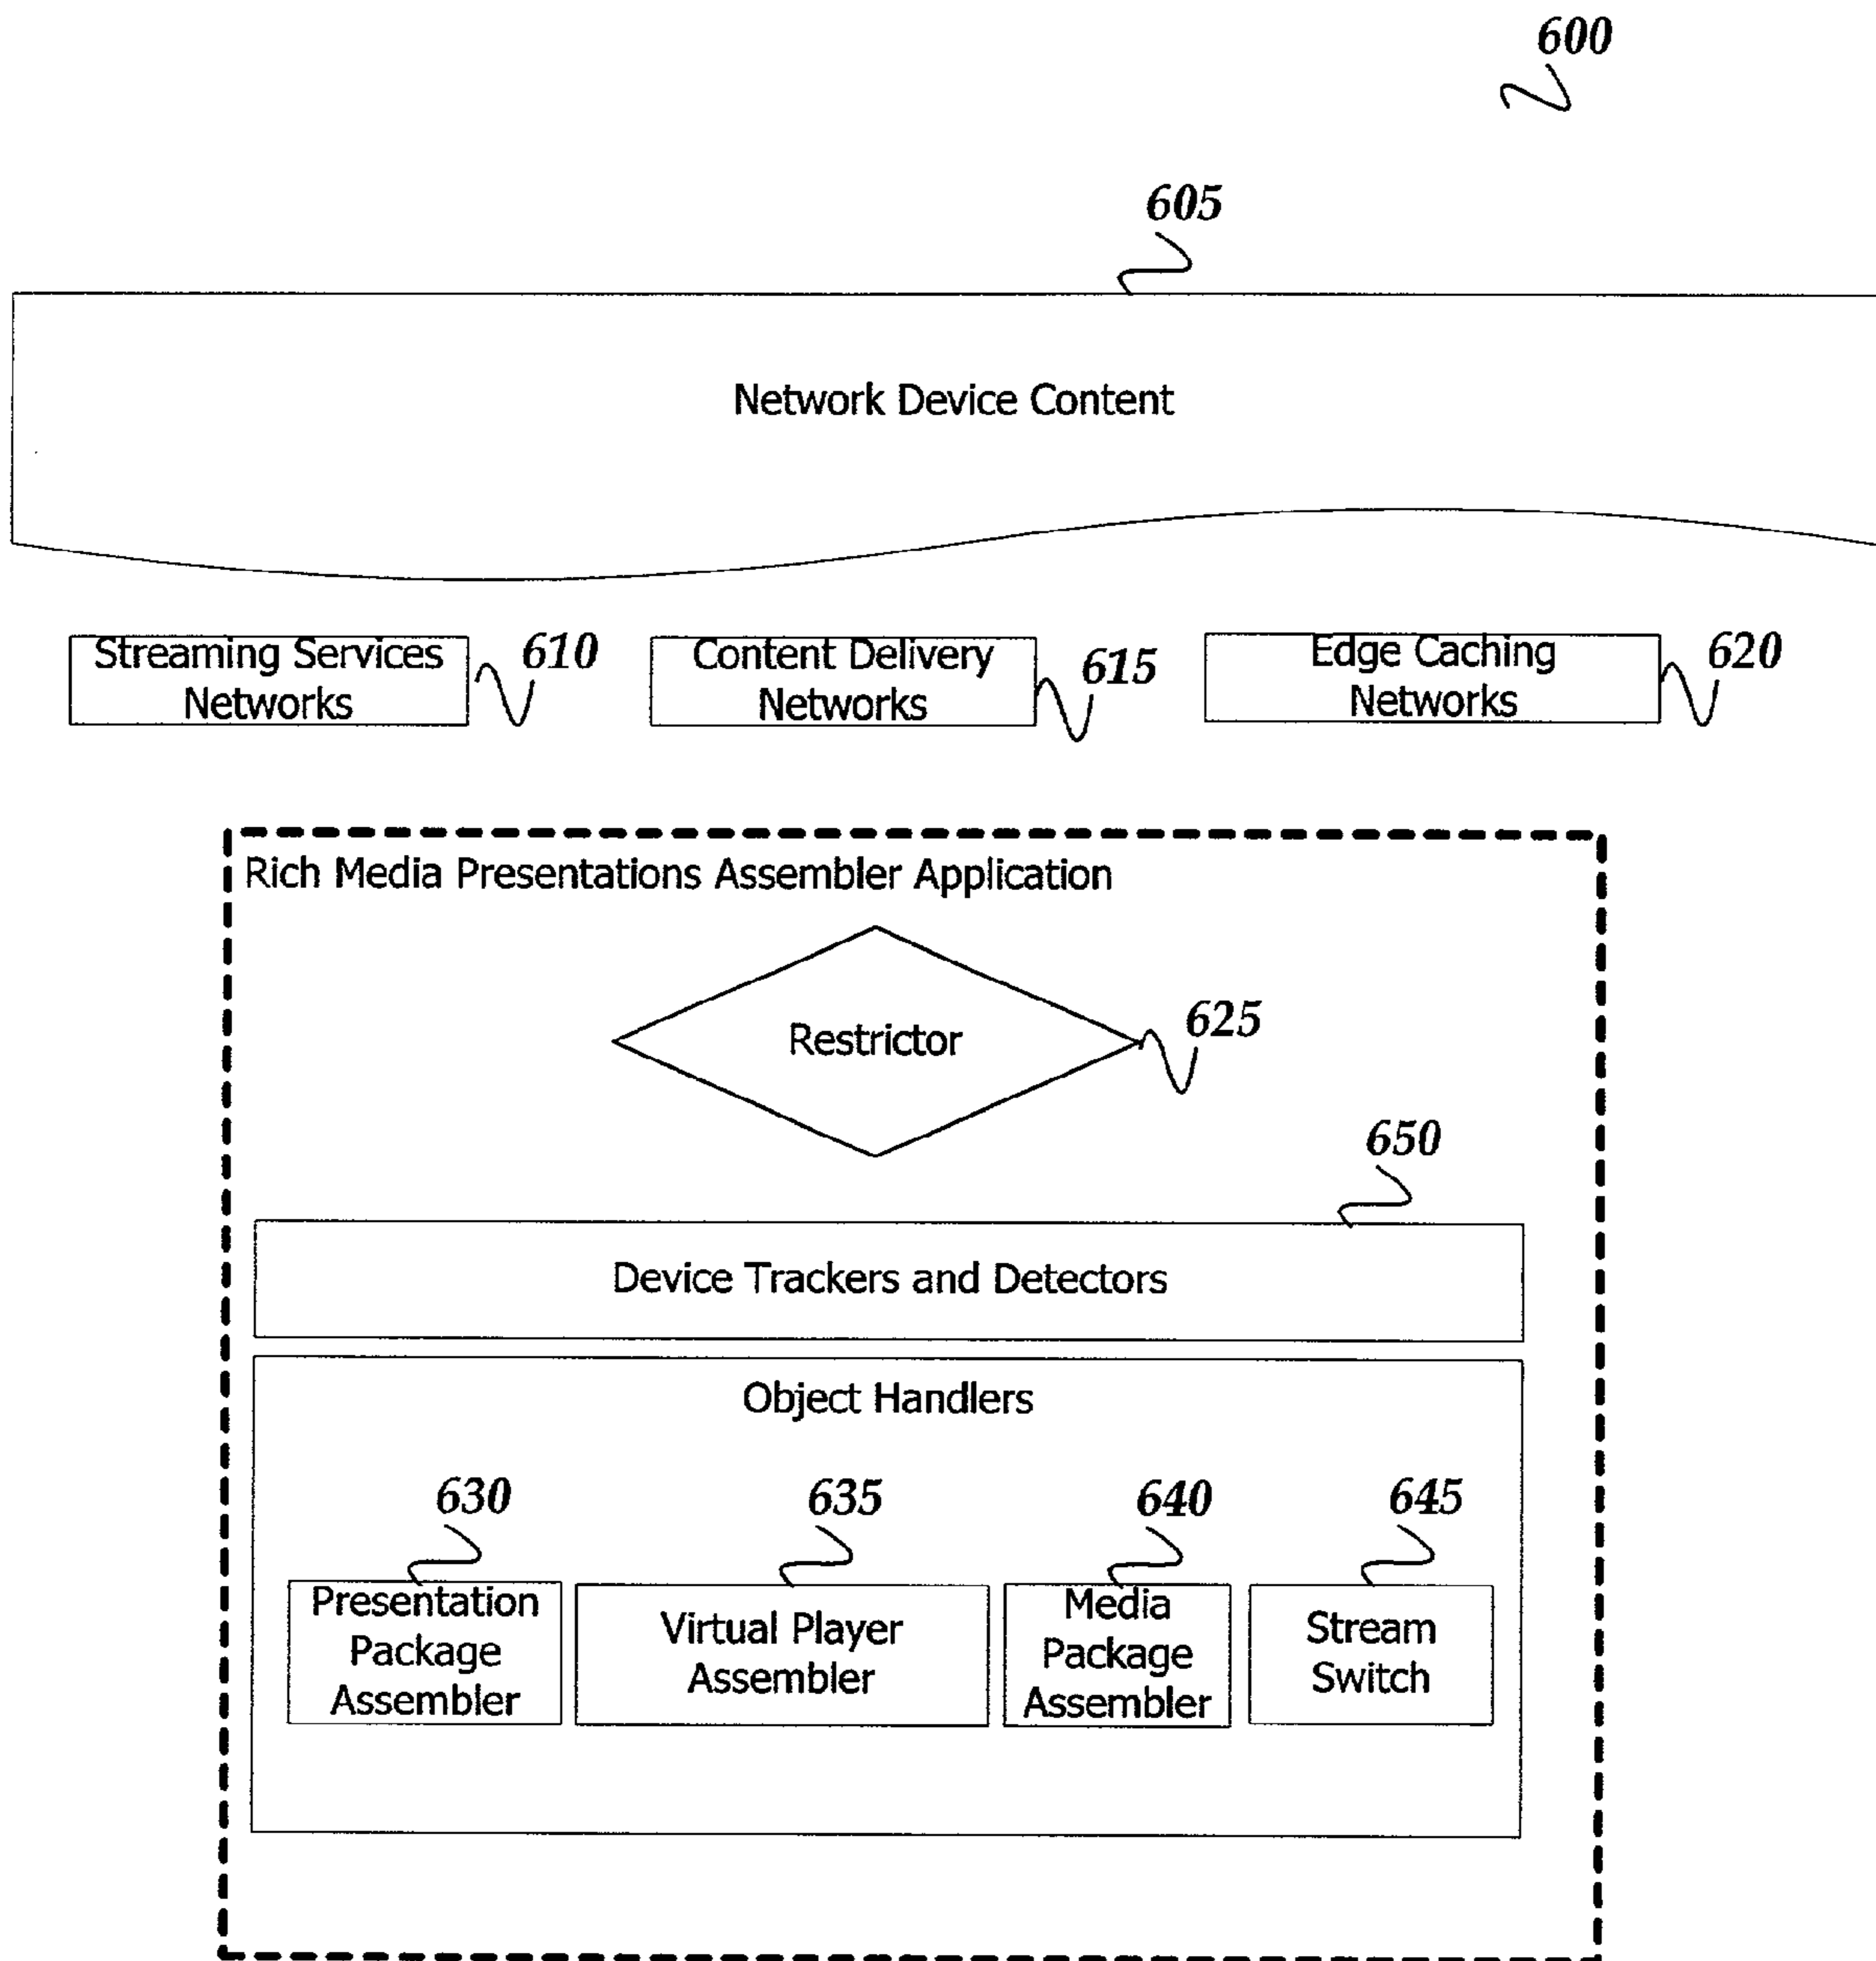 600
605
Network Device Content
Streaming Services
Networks
610
Content Delivery
Networks
615
Edge Caching
Networks
620
Rich Media Presentations Assembler Application
Restrictor
625
650
Device Trackers and Detectors
Object Handlers
630
635
640
645
Presentation
Package
Assembler
Virtual Player
Assembler
Media
Package
Assembler
Stream
Switch